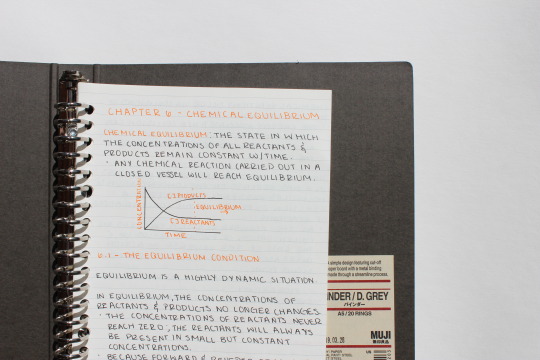 CHAPTER 6 - CHEMICAL EQUILIBRIUM
CHEMICAL EQUILIBRIUM: THE STATE IN WHICH
THE CONCENTRATIONS OF ALL REACTANTS &
PRODUCTS REMAIN CONSTANT W/TIME.
· ANY CHEMICAL REACTION CARRIED OUT IN A
CLOSED VESSEL WILL REACH EQUILIBRIUM.
CONCENTRATION
[PRODUCTS]
EQUILIBRIUM
[REACTANTS]
TIME
6.1 - THE EQUILIBRIUM CONDITION
EQUILIBRIUM IS A HIGHLY DYNAMIC SITUATION
IN EQUILIBRIUM, THE CONCENTRATIONS OF
REACTANTS & PRODUCTS NO LONGER CHANGES.
· THE CONCENTRATIONS OF REACTANTS NEVER
REACH ZERO; THE REACTANTS WILL ALWAYS
BE PRESENT IN SMALL BUT CONSTANT
CONCENTRATIONS.
· BECAUSE FORWARD & REVERSE
simple design featuring cut-off
board with a metal binding
made through a streamline process.
INDER / D. GREY
バインダー
A5 / 20 RINGS
MUJI
無印良品